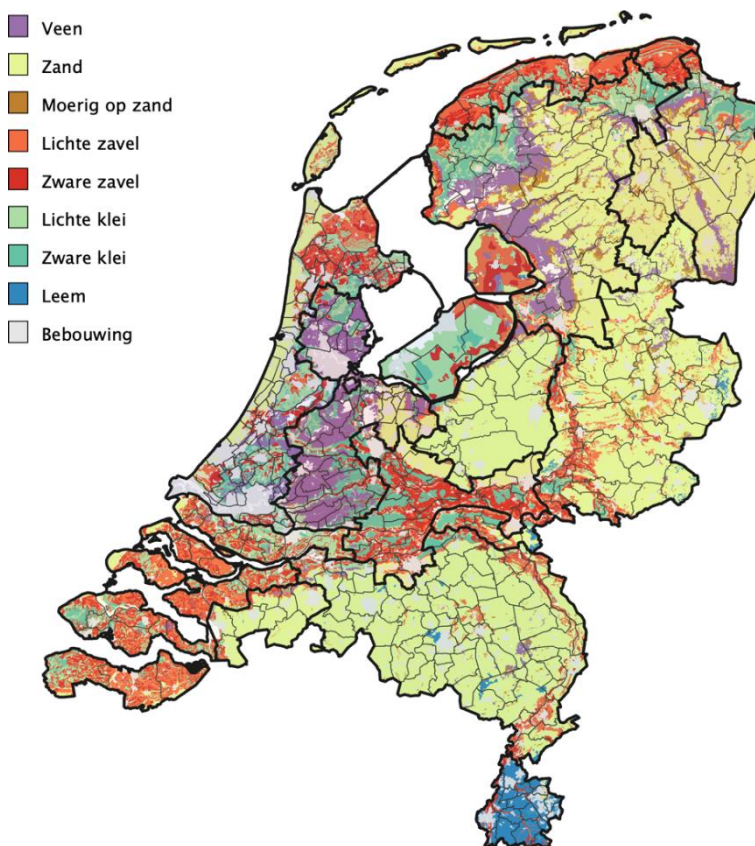 Veen
Zand
Moerig op zand
Lichte zavel
Zware zavel
Lichte klei
Zware klei
Leem
Bebouwing